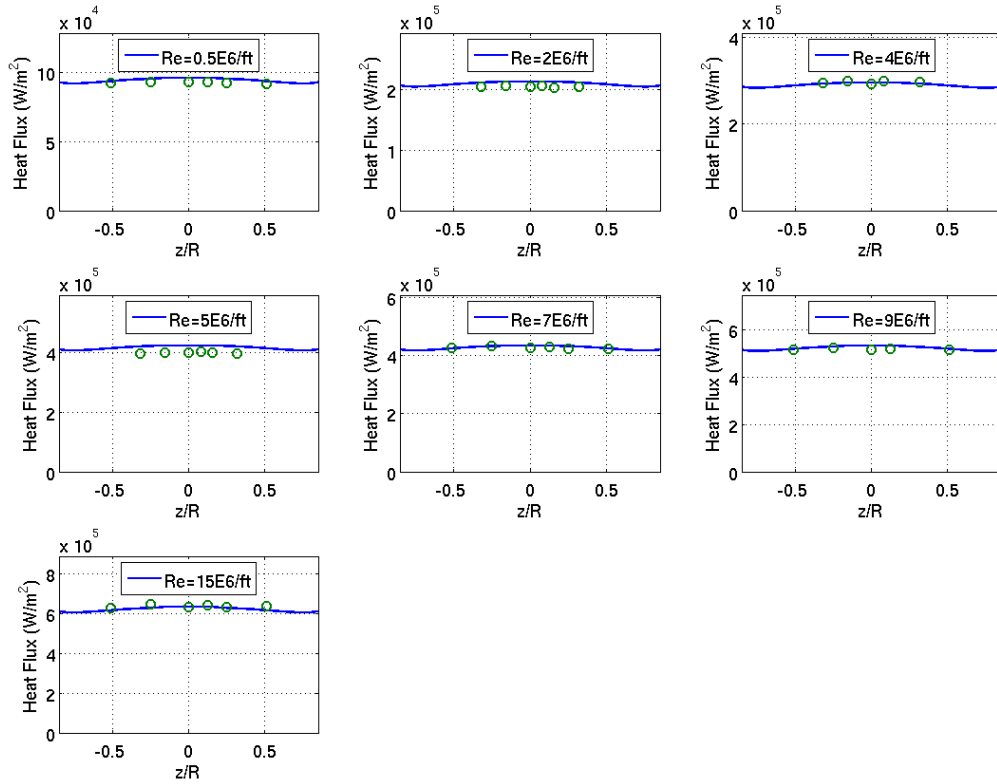 x 10^4
Heat Flux (W/m^2)
10
5
0
Re=0.5E6/ft
-0.5
0
0.5
z/R
x 10^5
Heat Flux (W/m^2)
2
1
0
Re=2E6/ft
-0.5
0
0.5
z/R
x 10^5
Heat Flux (W/m^2)
4
2
0
Re=4E6/ft
-0.5
0
0.5
z/R
x 10^5
Heat Flux (W/m^2)
4
2
0
Re=5E6/ft
-0.5
0
0.5
z/R
x 10^5
Heat Flux (W/m^2)
6
4
2
0
Re=7E6/ft
-0.5
0
0.5
z/R
x 10^5
Heat Flux (W/m^2)
6
4
2
0
Re=9E6/ft
-0.5
0
0.5
z/R
x 10^5
Heat Flux (W/m^2)
8
6
4
2
0
Re=15E6/ft
-0.5
0
0.5
z/R